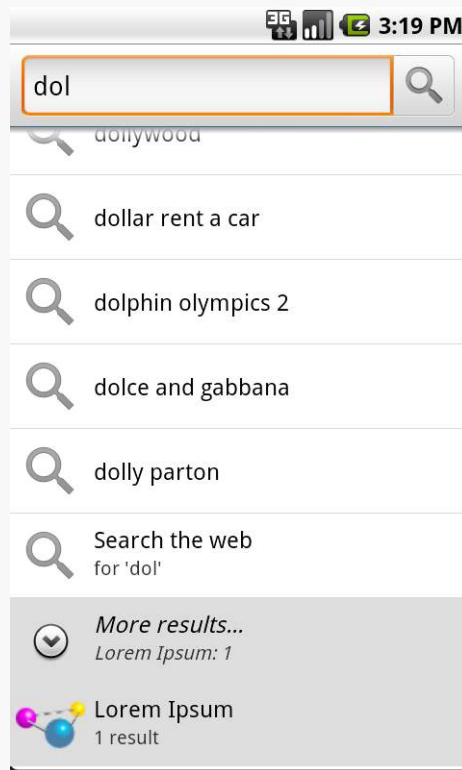 3G
3:19 PM
dol
dollywood
dollar rent a car
dolphin olympics 2
dolce and gabbana
dolly parton
Search the web
for 'dol'
More results...
Lorem Ipsum: 1
Lorem Ipsum
1 result